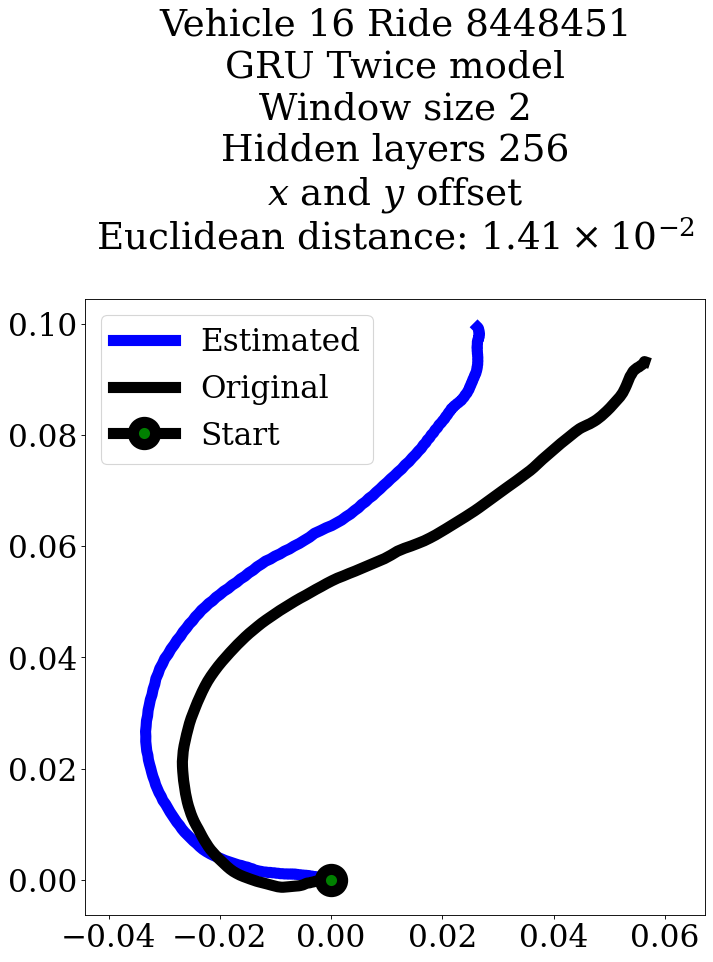 Vehicle 16 Ride 8448451
GRU Twice model
Window size 2
Hidden layers 256
x and y offset
Euclidean distance: 1.41 × 10⁻²
Estimated
Original
Start
0.10
0.08
0.06
0.04
0.02
0.00
−0.04 −0.02 0.00 0.02 0.04 0.06